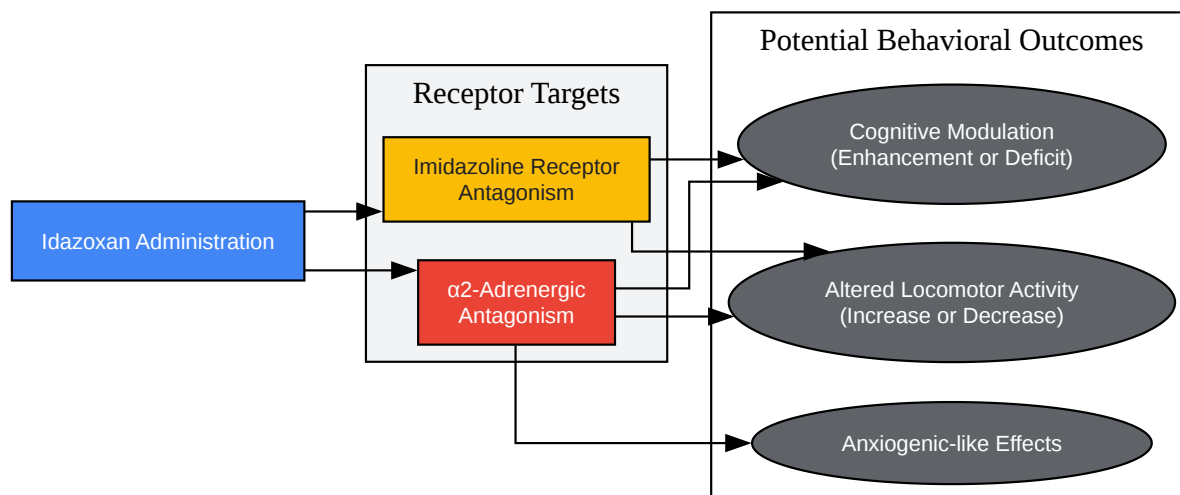 Potential Behavioral Outcomes
Receptor Targets
Cognitive Modulation
(Enhancement or Deficit)
Imidazoline Receptor
Antagonism
Idazoxan Administration
α2-Adrenergic
Antagonism
Altered Locomotor Activity
(Increase or Decrease)
Anxiogenic-like Effects